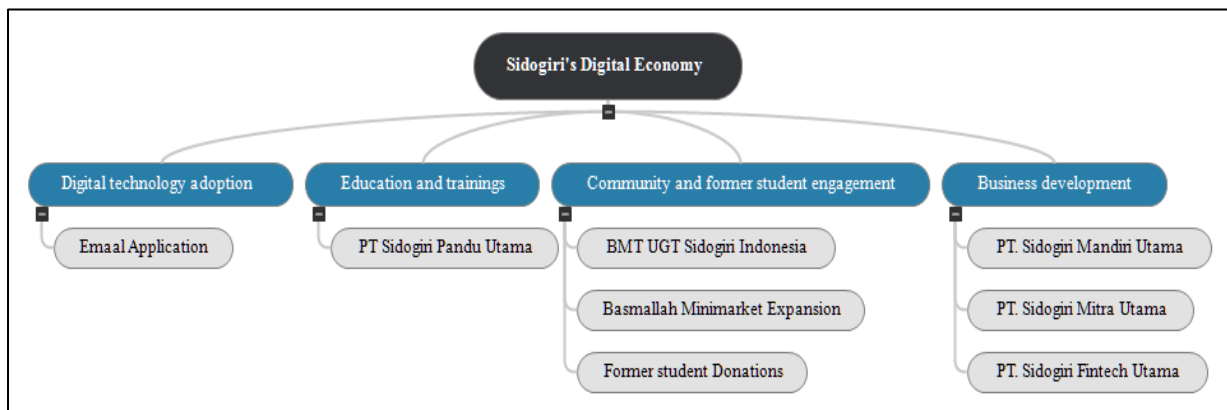 Sidogiri's Digital Economy
Digital technology adoption
Emaal Application
Education and trainings
PT Sidogiri Pandu Utama
Community and former student engagement
BMT UGT Sidogiri Indonesia
Basmallah Minimarket Expansion
Former student Donations
Business development
PT. Sidogiri Mandiri Utama
PT. Sidogiri Mitra Utama
PT. Sidogiri Fintech Utama